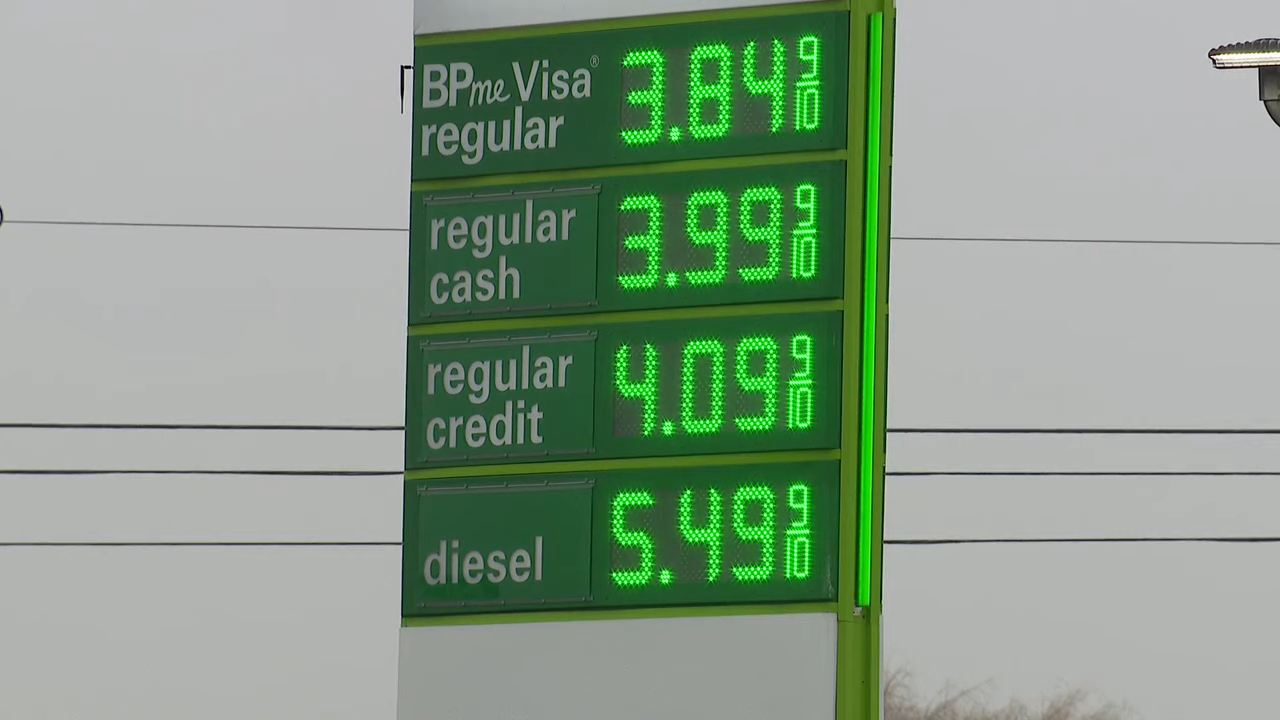 BPme Visa® 3.84 9/10
regular
regular 3.99 9/10
cash
regular 4.09 9/10
credit
diesel 5.49 9/10